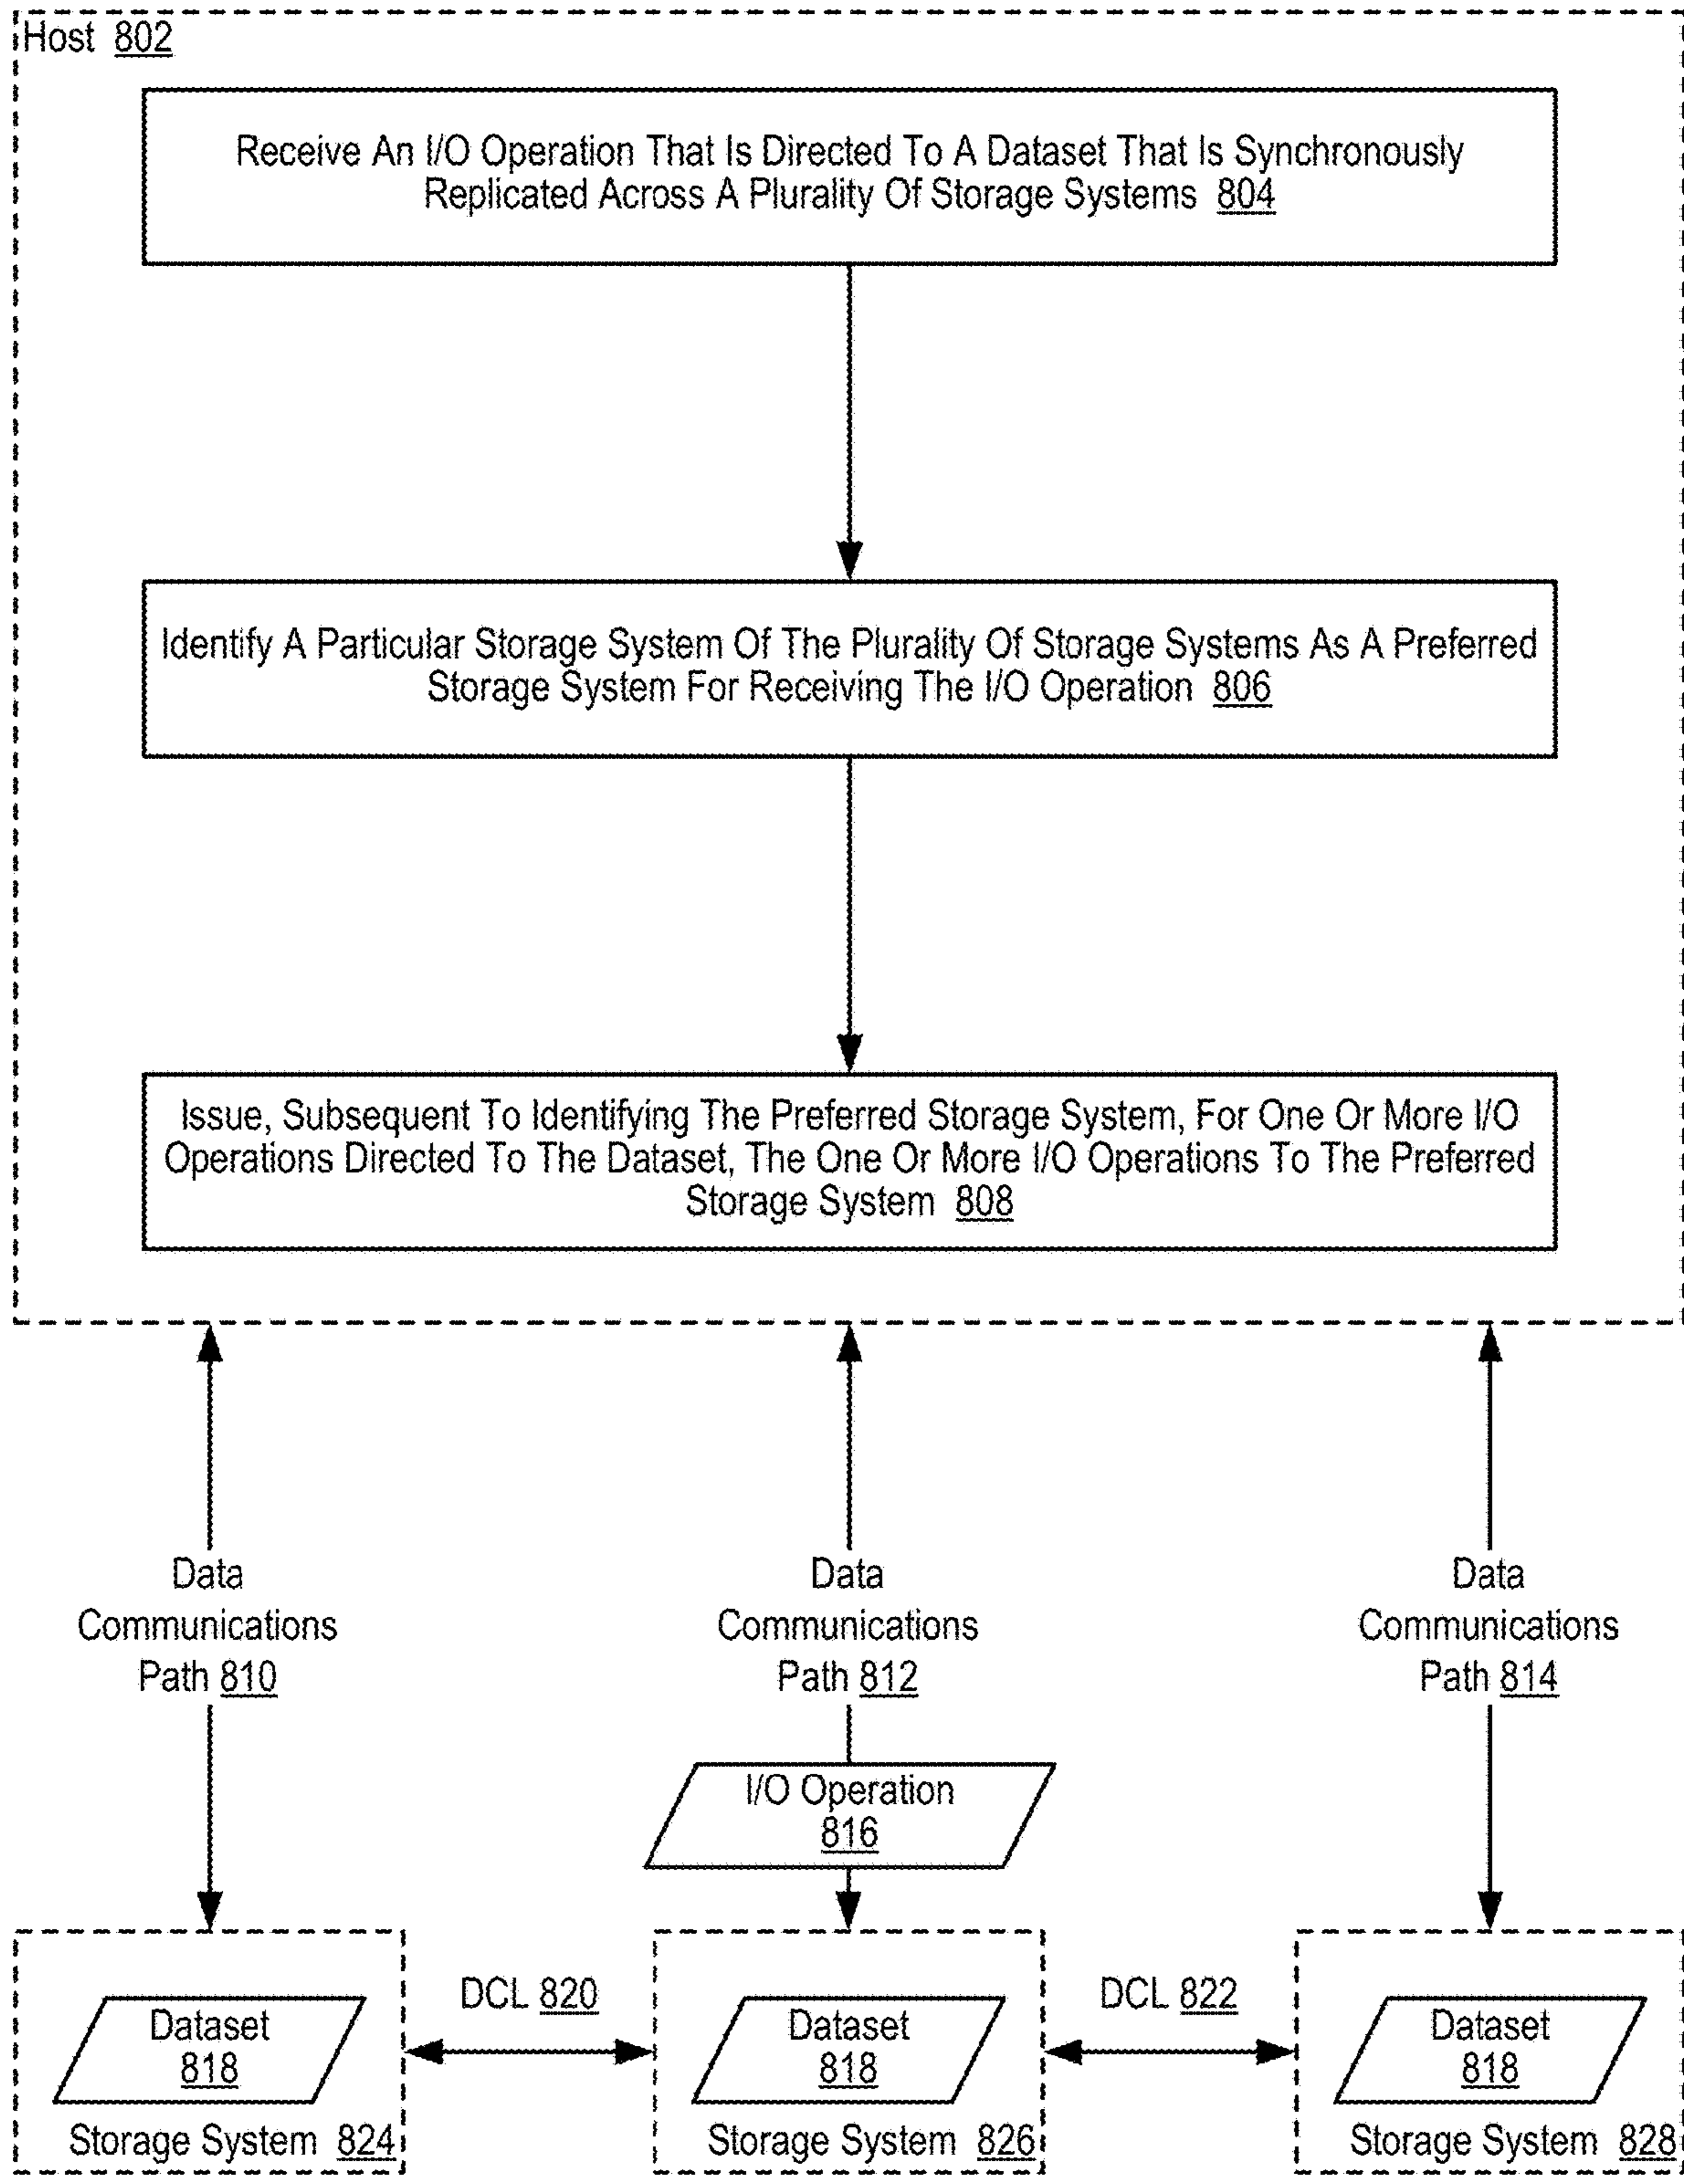 Host 802
Receive An I/O Operation That Is Directed To A Dataset That Is Synchronously
Replicated Across A Plurality Of Storage Systems 804
Identify A Particular Storage System Of The Plurality Of Storage Systems As A Preferred
Storage System For Receiving The I/O Operation 806
Issue, Subsequent To Identifying The Preferred Storage System, For One Or More I/O
Operations Directed To The Dataset, The One Or More I/O Operations To The Preferred
Storage System 808
Data
Communications
Path 810
Data
Communications
Path 812
Data
Communications
Path 814
I/O Operation
816
DCL 820
DCL 822
Dataset
818
Storage System 824
Dataset
818
Storage System 826
Dataset
818
Storage System 828